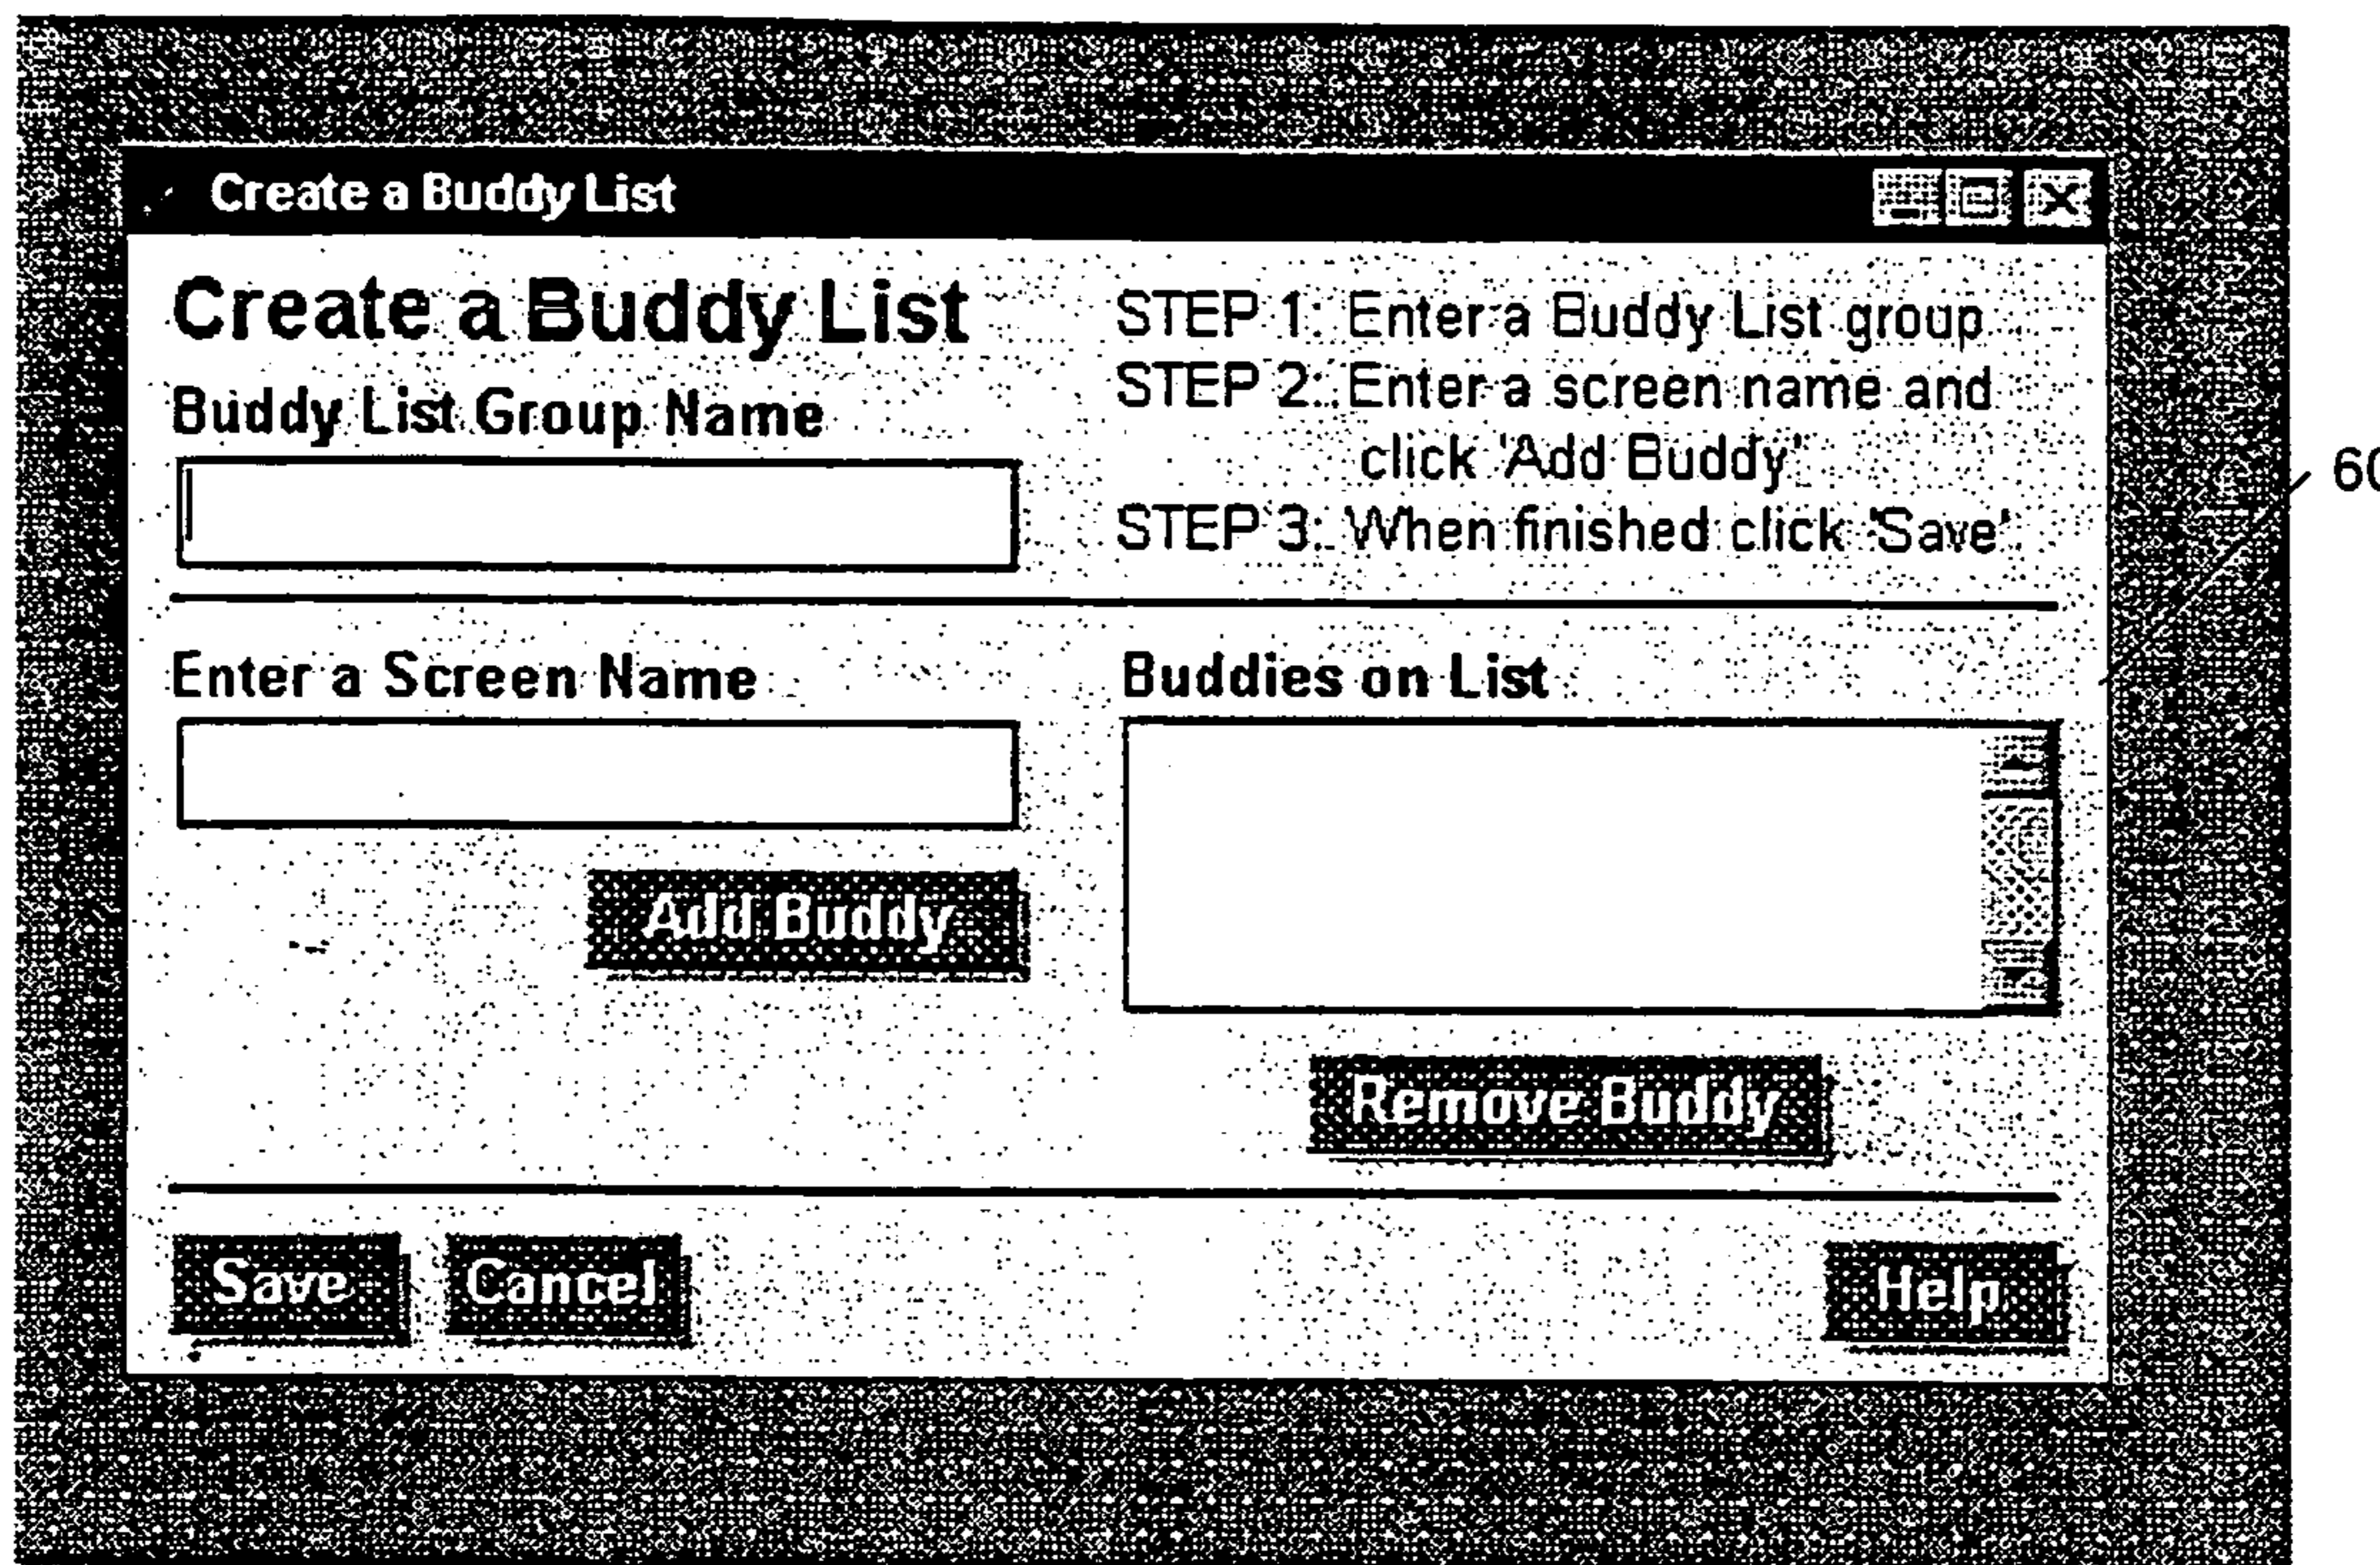 Create a Buddy List
Create a Buddy List
Buddy List Group Name
STEP 1: Enter a Buddy List group
STEP 2: Enter a screen name and
click 'Add Buddy'
STEP 3: When finished click 'Save'
60
Enter a Screen Name
Buddies on List
Add Buddy
Remove Buddy
Save Cancel Help